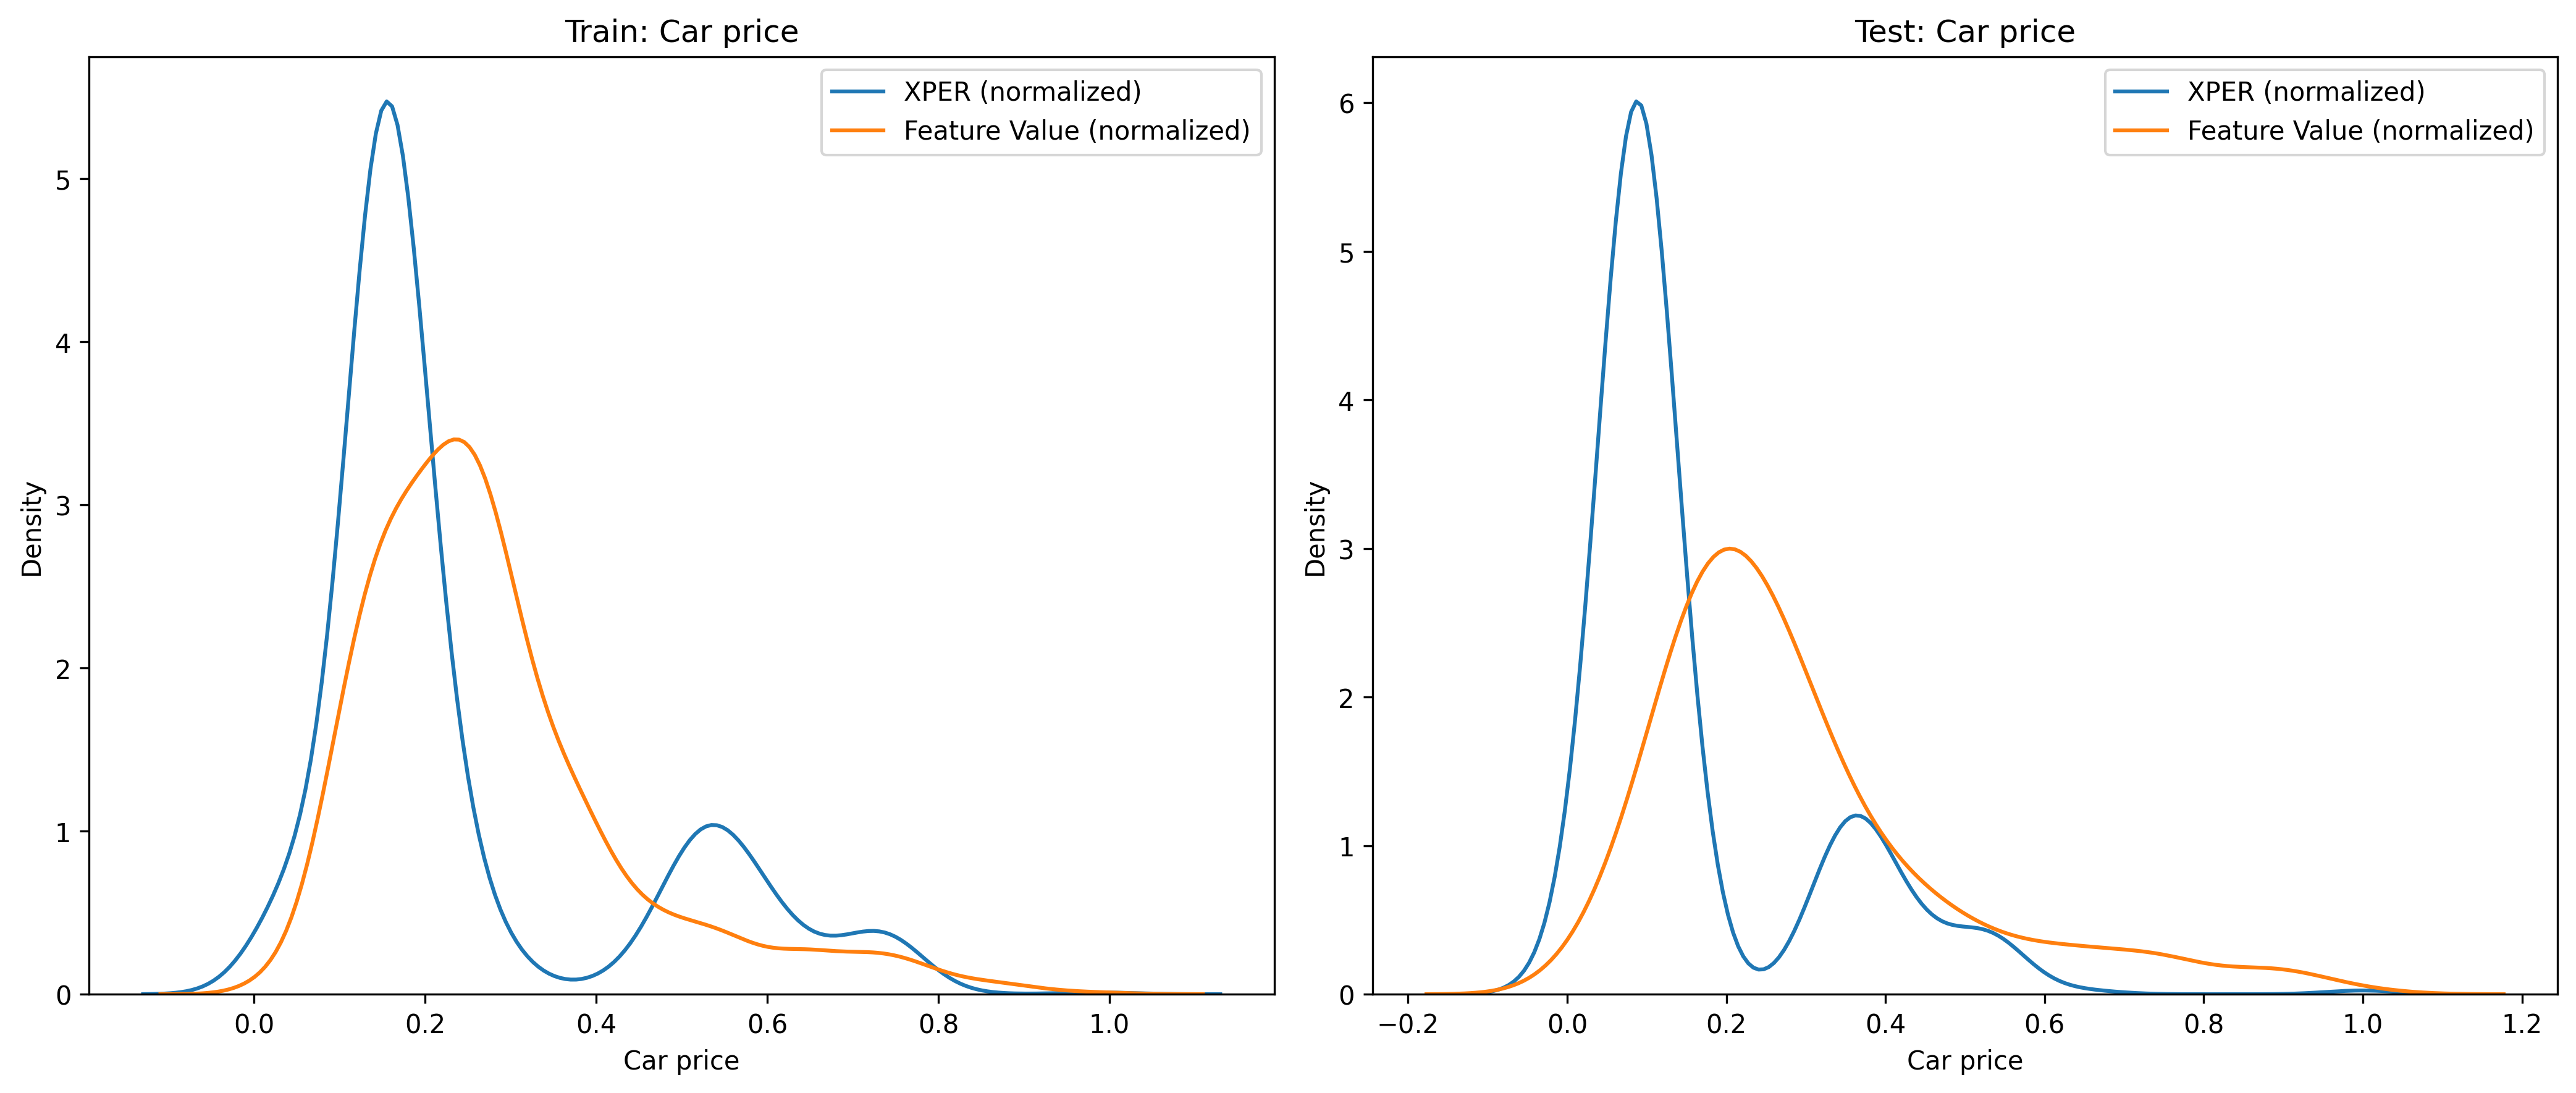 Train: Car price
XPER (normalized)
Feature Value (normalized)
Density
5
4
3
2
1
0
0.0 0.2 0.4 0.6 0.8 1.0
Car price
Test: Car price
XPER (normalized)
Feature Value (normalized)
Density
6
5
4
3
2
1
0
−0.2 0.0 0.2 0.4 0.6 0.8 1.0 1.2
Car price